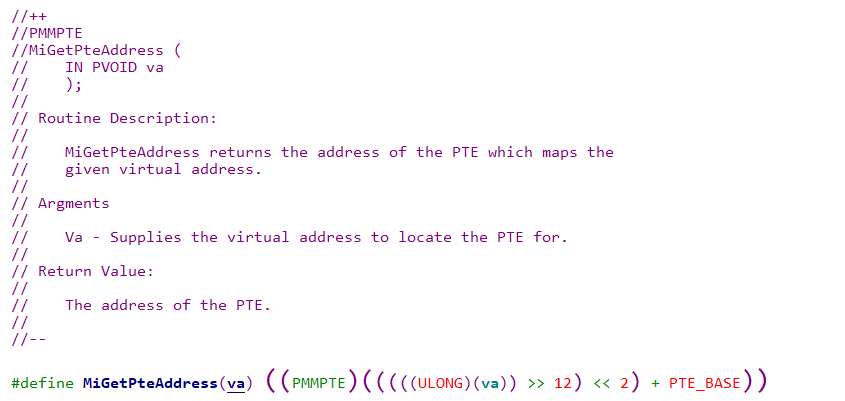 //++
//PMMPTE
//MiGetPteAddress (
//    IN PVOID va
//    );
//
// Routine Description:
//
//    MiGetPteAddress returns the address of the PTE which maps the
//    given virtual address.
//
// Argments
//
//    Va - Supplies the virtual address to locate the PTE for.
//
// Return Value:
//
//    The address of the PTE.
//
//--
#define MiGetPteAddress(va) ((PMMPTE)(((((ULONG)(va)) >> 12) << 2) + PTE_BASE))